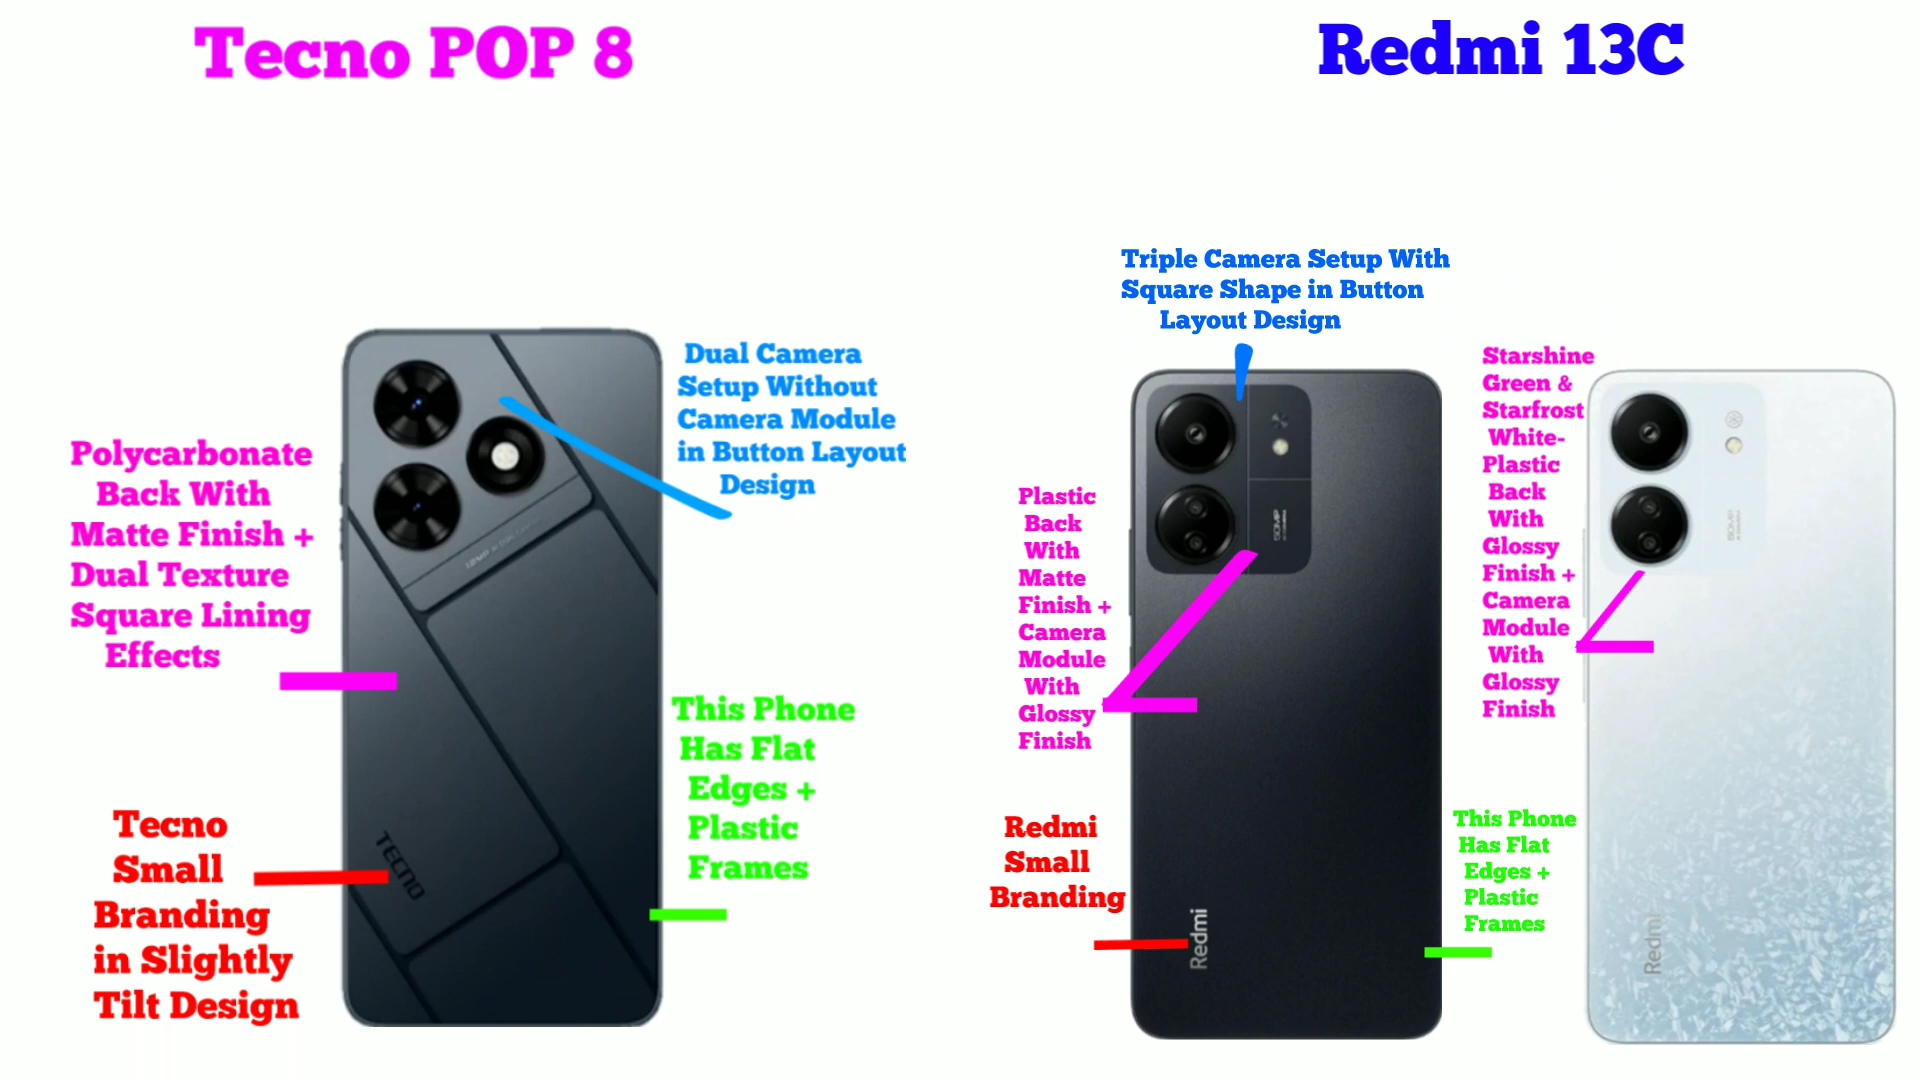 Tecno POP 8
Redmi 13C
Polycarbonate
Back With
Matte Finish +
Dual Texture
Square Lining
Effects
Tecno
Small
Branding
in Slightly
Tilt Design
TECNO
Dual Camera
Setup Without
Camera Module
in Button Layout
Design
This Phone
Has Flat
Edges +
Plastic
Frames
Triple Camera Setup With
Square Shape in Button
Layout Design
Plastic
Back
With
Matte
Finish +
Camera
Module
With
Glossy
Finish
Redmi
Small
Branding
50MP
Redmi
Starshine
Green &
Starfrost
White-
Plastic
Back
With
Glossy
Finish +
Camera
Module
With
Glossy
Finish
This Phone
Has Flat
Edges +
Plastic
Frames
50MP
Redmi